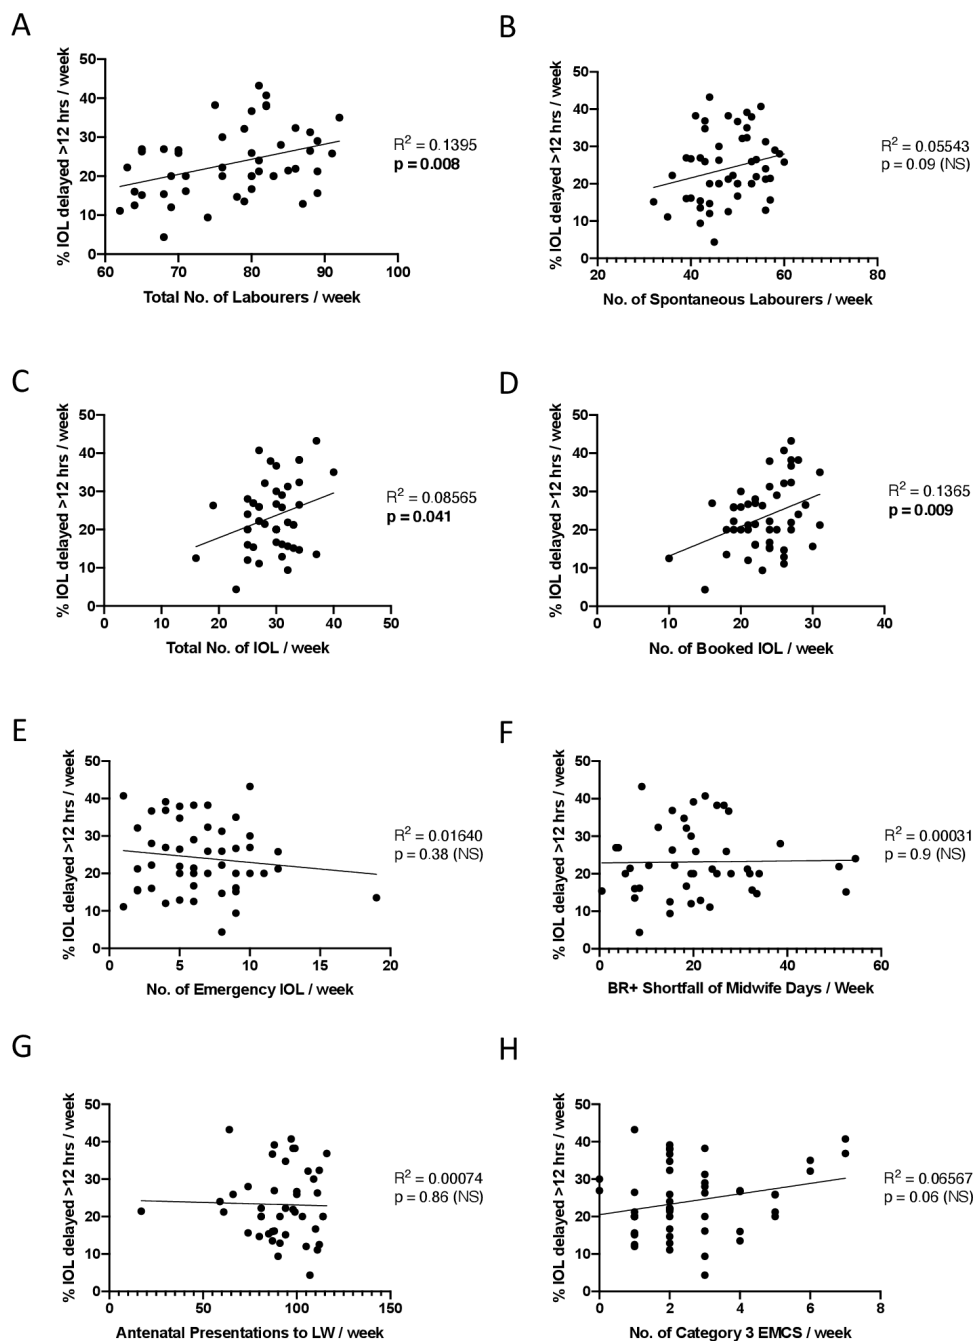 A
% IOL delayed >12 hrs / week
50
40
30
20
10
0
60 70 80 90 100
Total No. of Labourers / week
R² = 0.1395
p = 0.008
B
% IOL delayed >12 hrs / week
50
40
30
20
10
0
20 40 60 80
No. of Spontaneous Labourers / week
R² = 0.05543
p = 0.09 (NS)
C
% IOL delayed >12 hrs / week
50
40
30
20
10
0
0 10 20 30 40 50
Total No. of IOL / week
R² = 0.08565
p = 0.041
D
% IOL delayed >12 hrs / week
50
40
30
20
10
0
0 10 20 30 40
No. of Booked IOL / week
R² = 0.1365
p = 0.009
E
% IOL delayed >12 hrs / week
50
40
30
20
10
0
0 5 10 15 20
No. of Emergency IOL / week
R² = 0.01640
p = 0.38 (NS)
F
% IOL delayed >12 hrs / week
50
40
30
20
10
0
0 20 40 60
BR+ Shortfall of Midwife Days / Week
R² = 0.00031
p = 0.9 (NS)
G
% IOL delayed >12 hrs / week
50
40
30
20
10
0
0 50 100 150
Antenatal Presentations to LW / week
R² = 0.00074
p = 0.86 (NS)
H
% IOL delayed >12 hrs / week
50
40
30
20
10
0
0 2 4 6 8
No. of Category 3 EMCS / week
R² = 0.06567
p = 0.06 (NS)